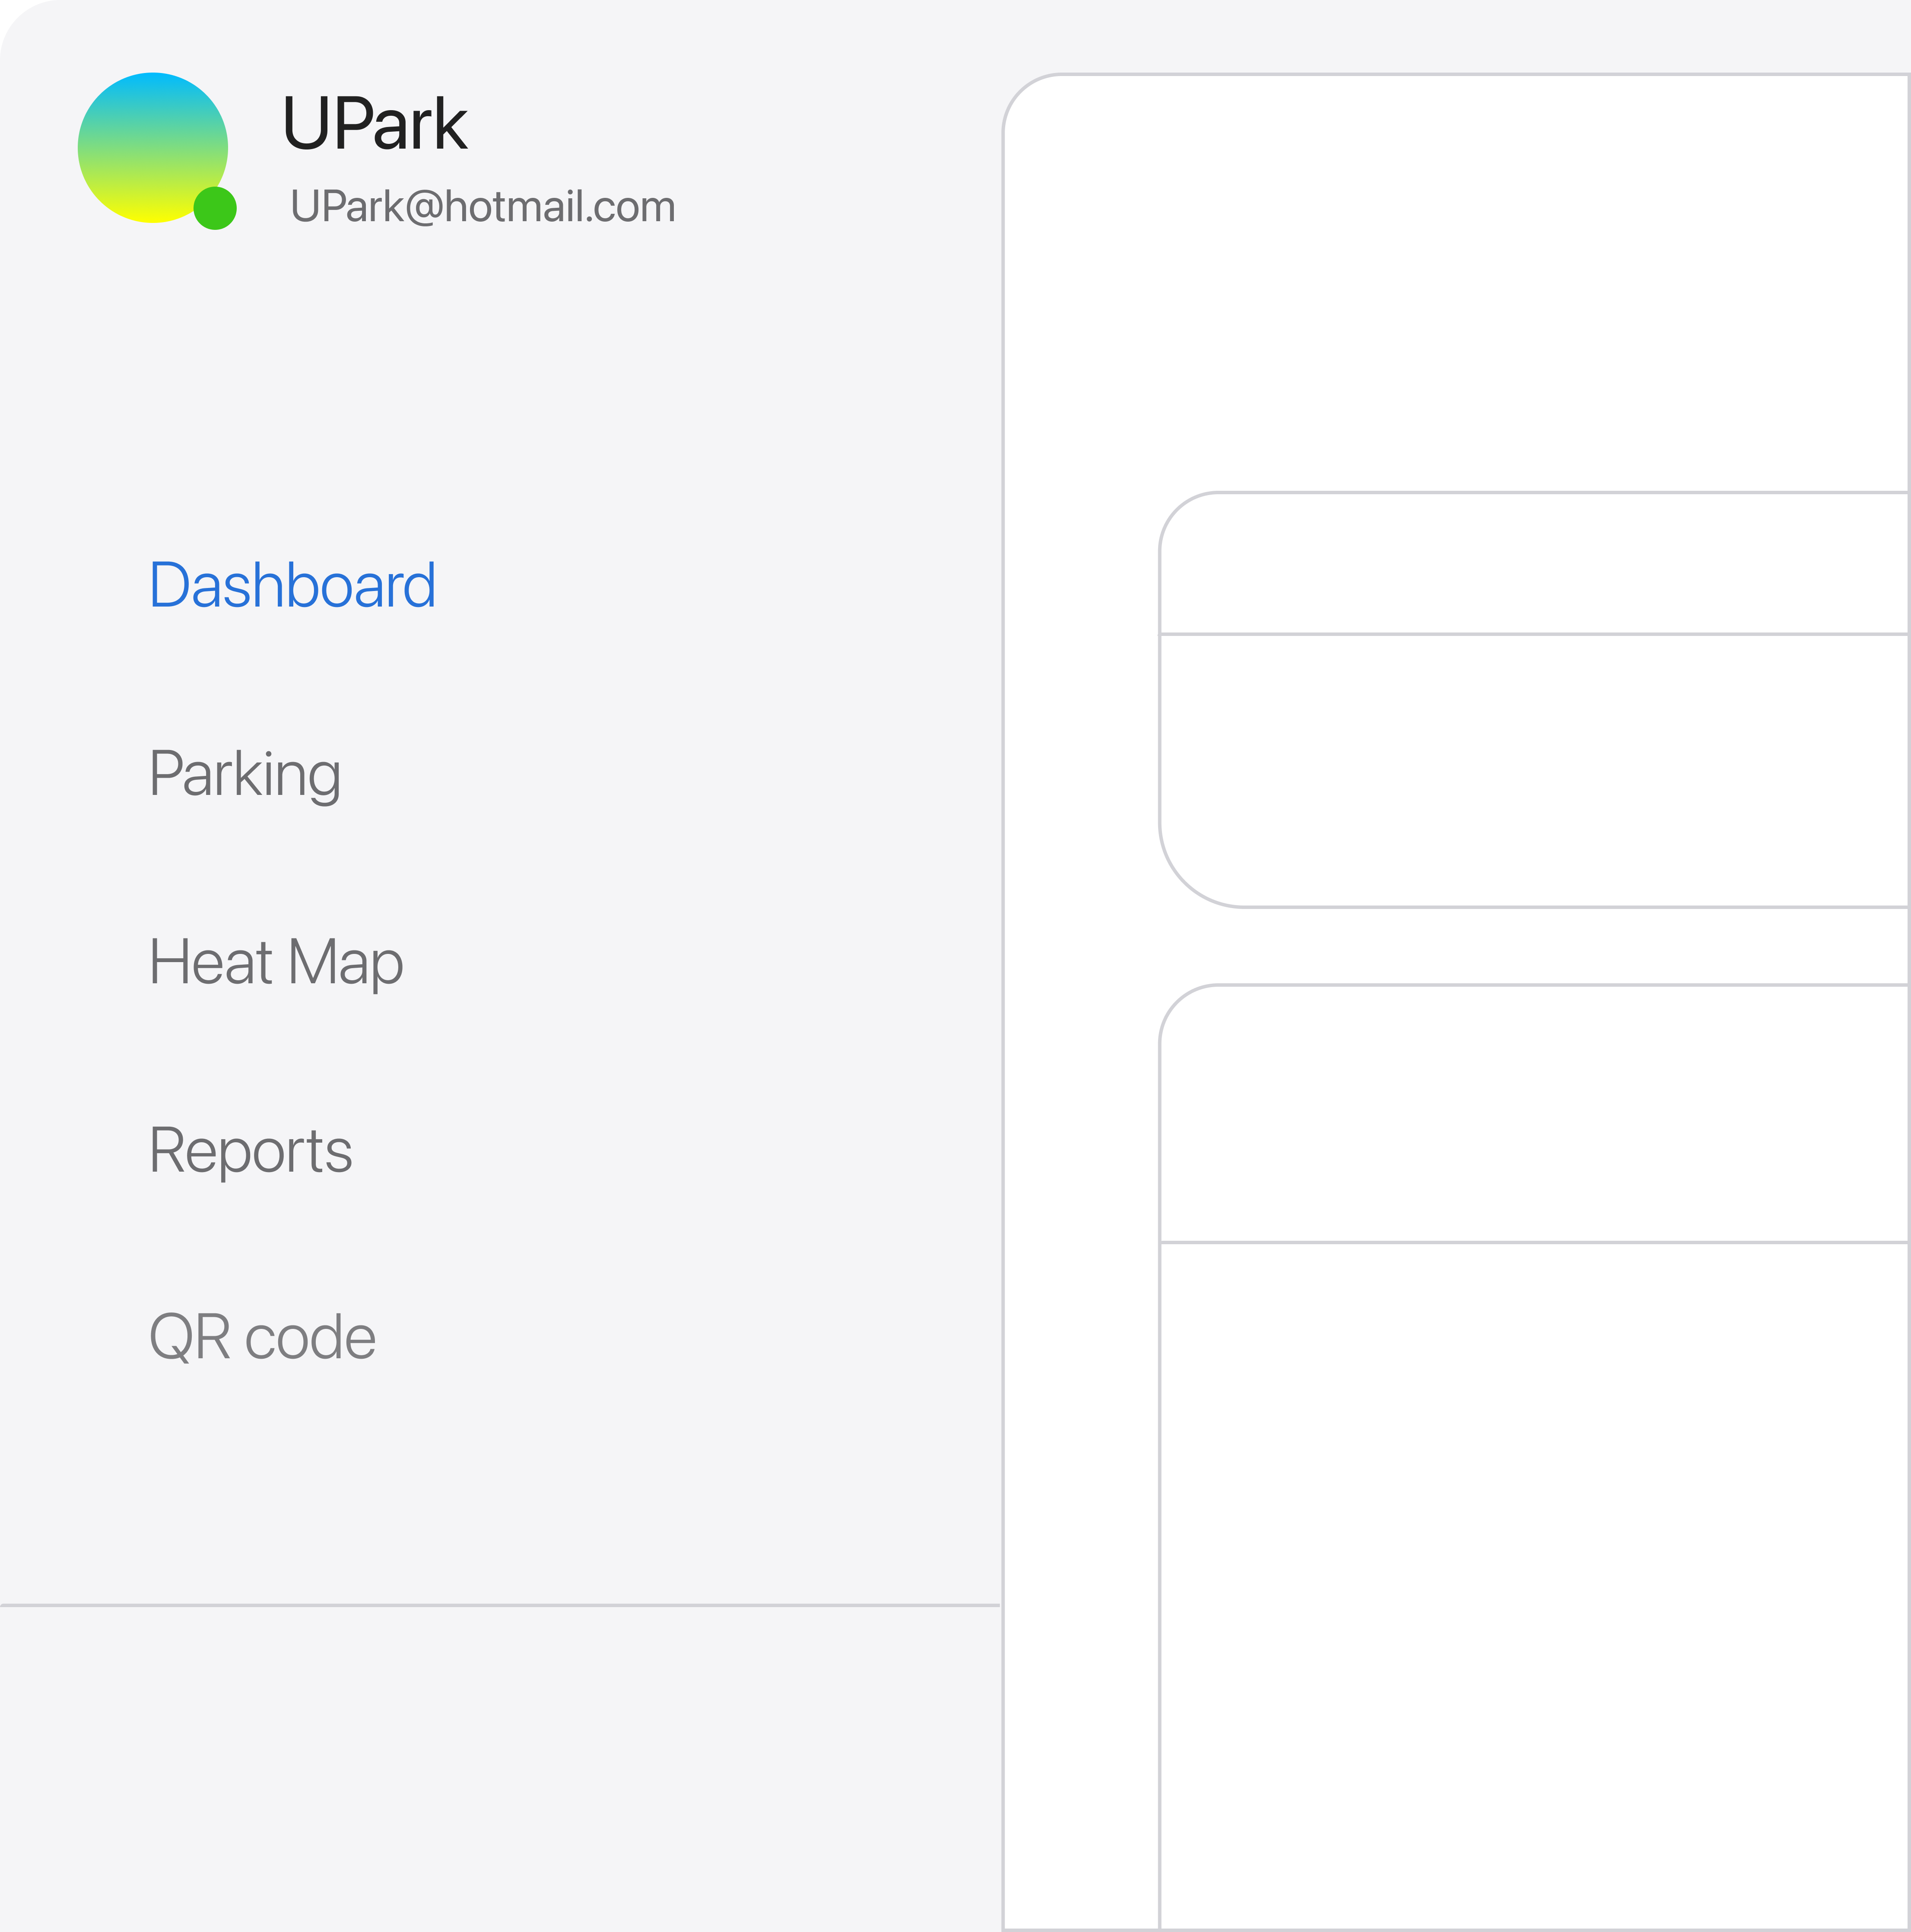 UPark
UPark@hotmail.com
Dashboard
Parking
Heat Map
Reports
QR code